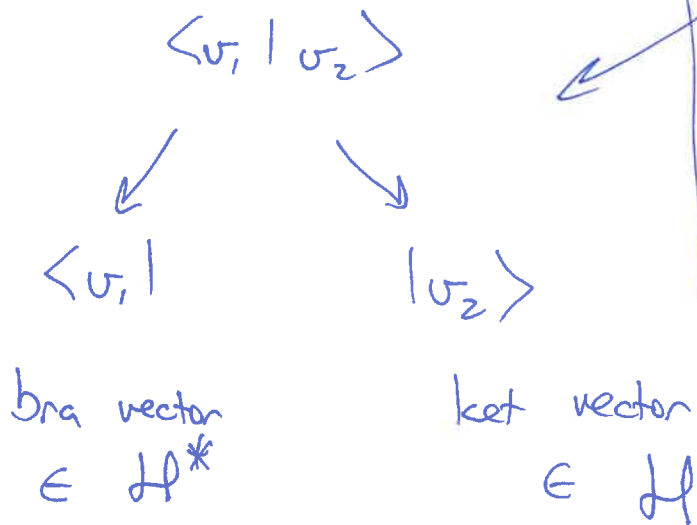 ⟨v₁ | v₂⟩
⟨v₁| |v₂⟩
bra vector ket vector
∈ ℋ* ∈ ℋ